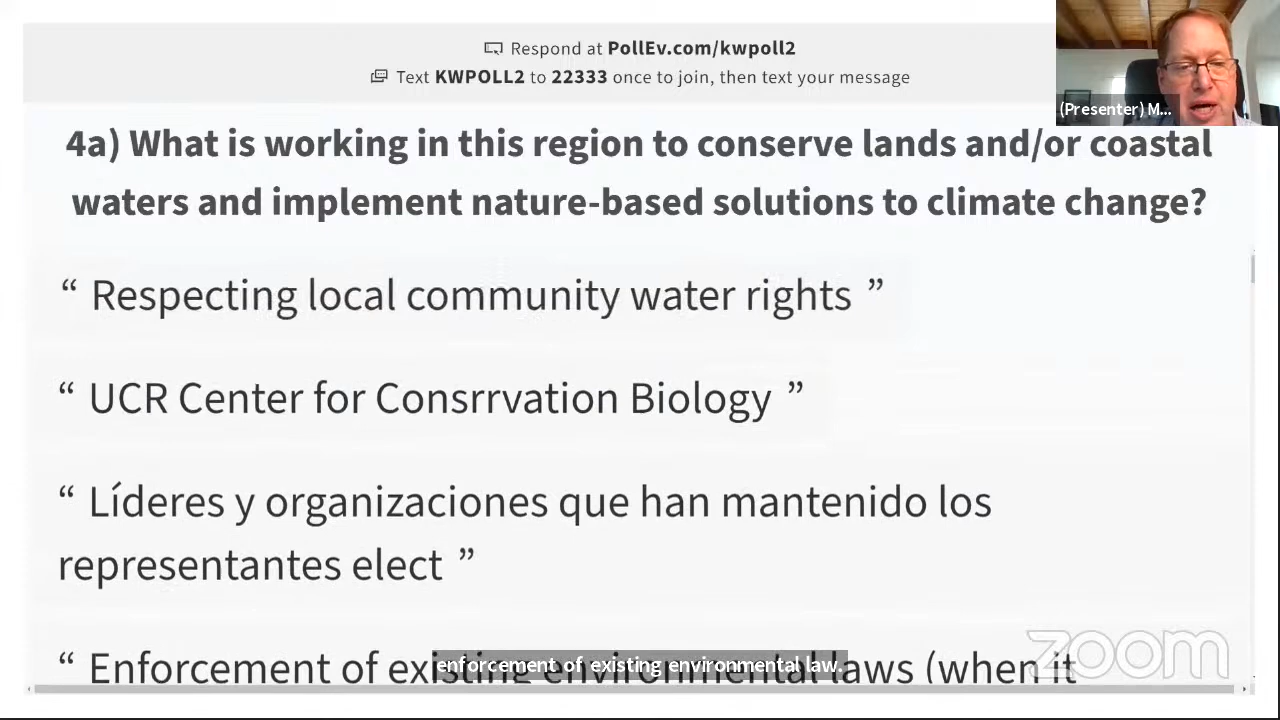 Respond at PollEv.com/kwpoll2
Text KWPOLL2 to 22333 once to join, then text your message
(Presenter) M...
4a) What is working in this region to conserve lands and/or coastal
waters and implement nature-based solutions to climate change?
“ Respecting local community water rights ”
“ UCR Center for Consrrvation Biology ”
“ Líderes y organizaciones que han mantenido los
representantes elect ”
“ Enforcement of existing environmental laws (when it
enforcement of existing environmental law.
zoom